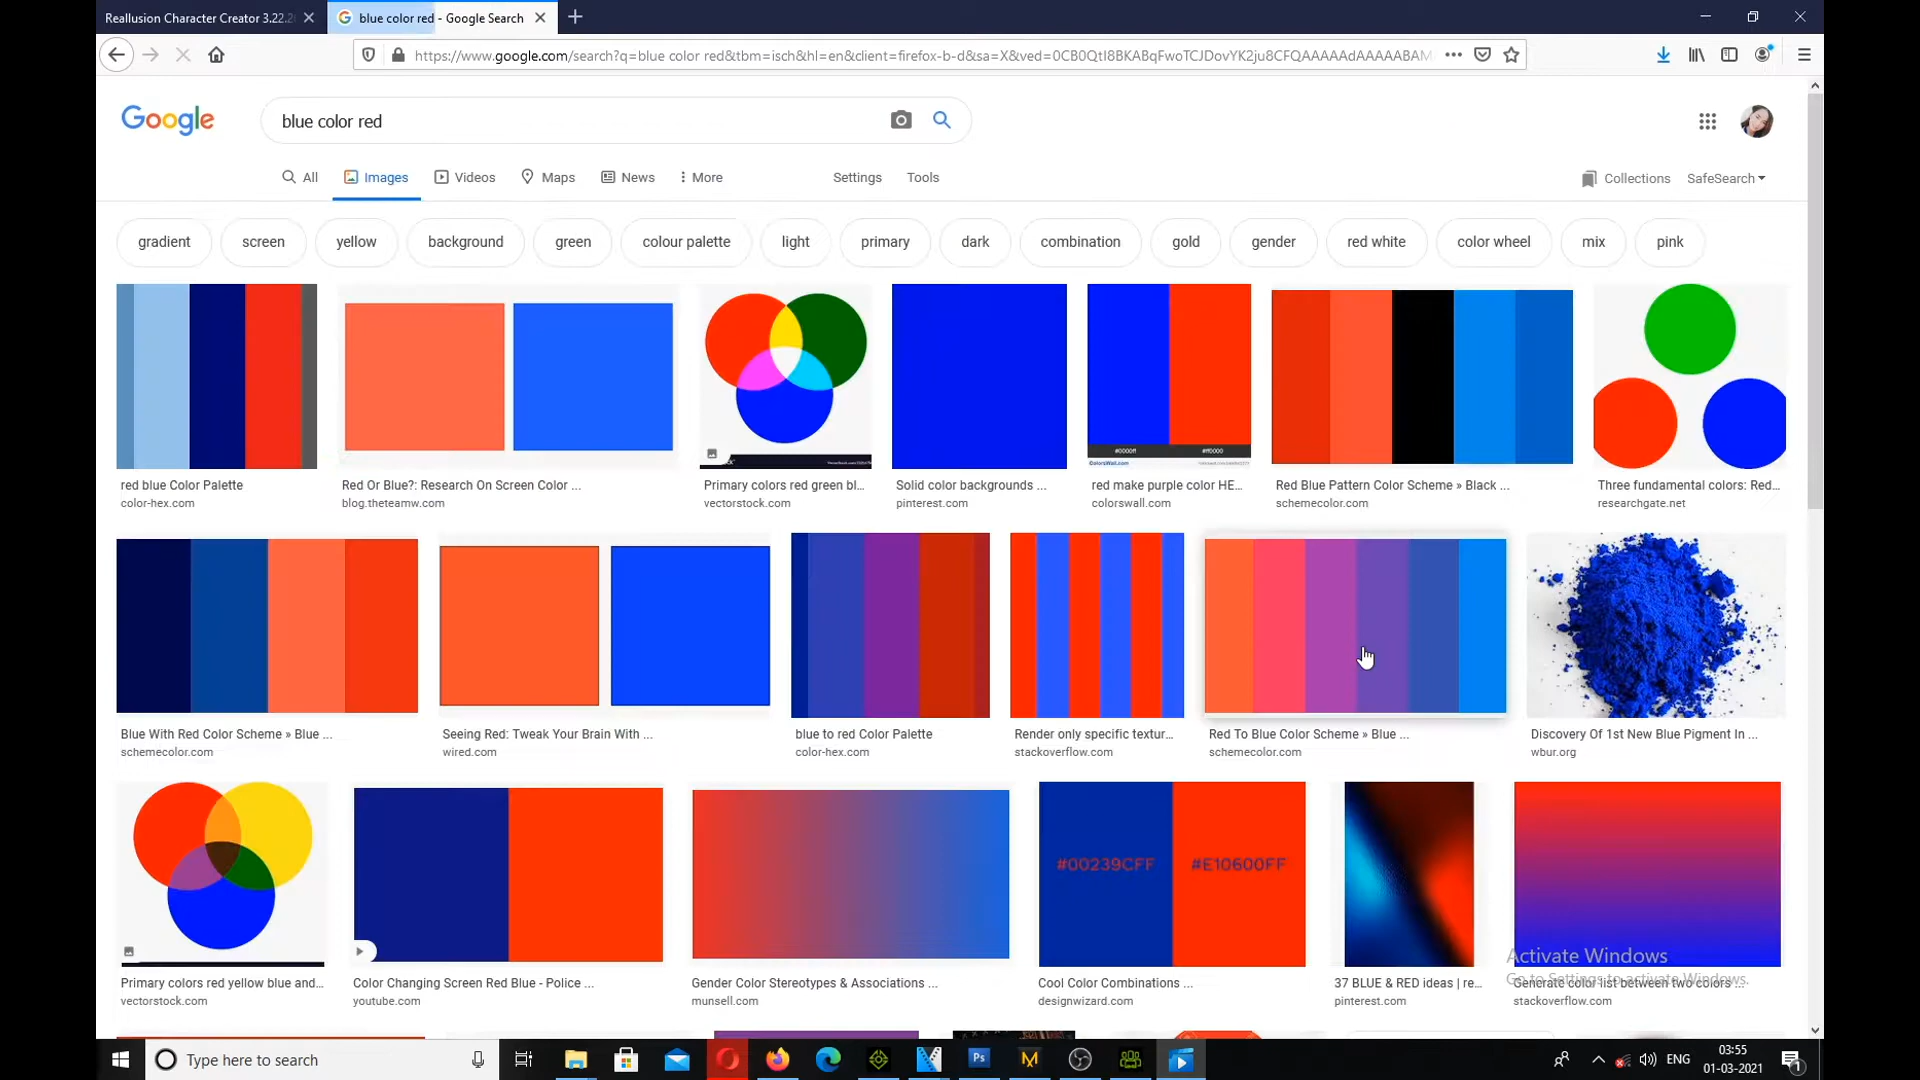 Reallusion Character Creator 3.22.2
blue color red - Google Search
https://www.google.com/search?q=blue color red&tbm=isch&hl=en&client=firefox-b-d&sa=X&ved=0CB0QtI8BKABqFwoTCJDovYK2ju8CFQAAAAAdAAAAABAM
Google
blue color red
All
Images
Videos
Maps
News
More
Settings
Tools
Collections
SafeSearch
gradient
screen
yellow
background
green
colour palette
light
primary
dark
combination
gold
gender
red white
color wheel
mix
pink
#0000ff
#ff0000
ColorsWall.com
red blue Palette
color-hex.com
Red Or Blue?: Research On Screen Color ...
blog.theteamw.com
Primary colors red green bl...
vectorstock.com
Solid color backgrounds ...
pinterest.com
red make purple color HE...
colorswall.com
Red Blue Pattern Color Scheme » Black ...
schemecolor.com
Three fundamental colors: Red...
researchgate.net
Blue With Red Color Scheme » Blue ...
schemecolor.com
Seeing Red: Tweak Your Brain With ...
wired.com
blue to red Color Palette
color-hex.com
Render only specific textur...
stackoverflow.com
Red To Blue Color Scheme » Blue ...
schemecolor.com
Discovery Of 1st New Blue Pigment In ...
wbur.org
#00239CFF
#E10600FF
Primary colors red yellow blue and...
vectorstock.com
Color Changing Screen Red Blue - Police ...
youtube.com
Gender Color Stereotypes & Associations ...
munsell.com
Cool Color Combinations ...
designwizard.com
37 BLUE & RED ideas | re...
pinterest.com
Generate color list between two colors ...
stackoverflow.com
Activate Windows
Go to Settings to activate Windows.
Type here to search
Ps
M
ENG
03:55
01-03-2021
1